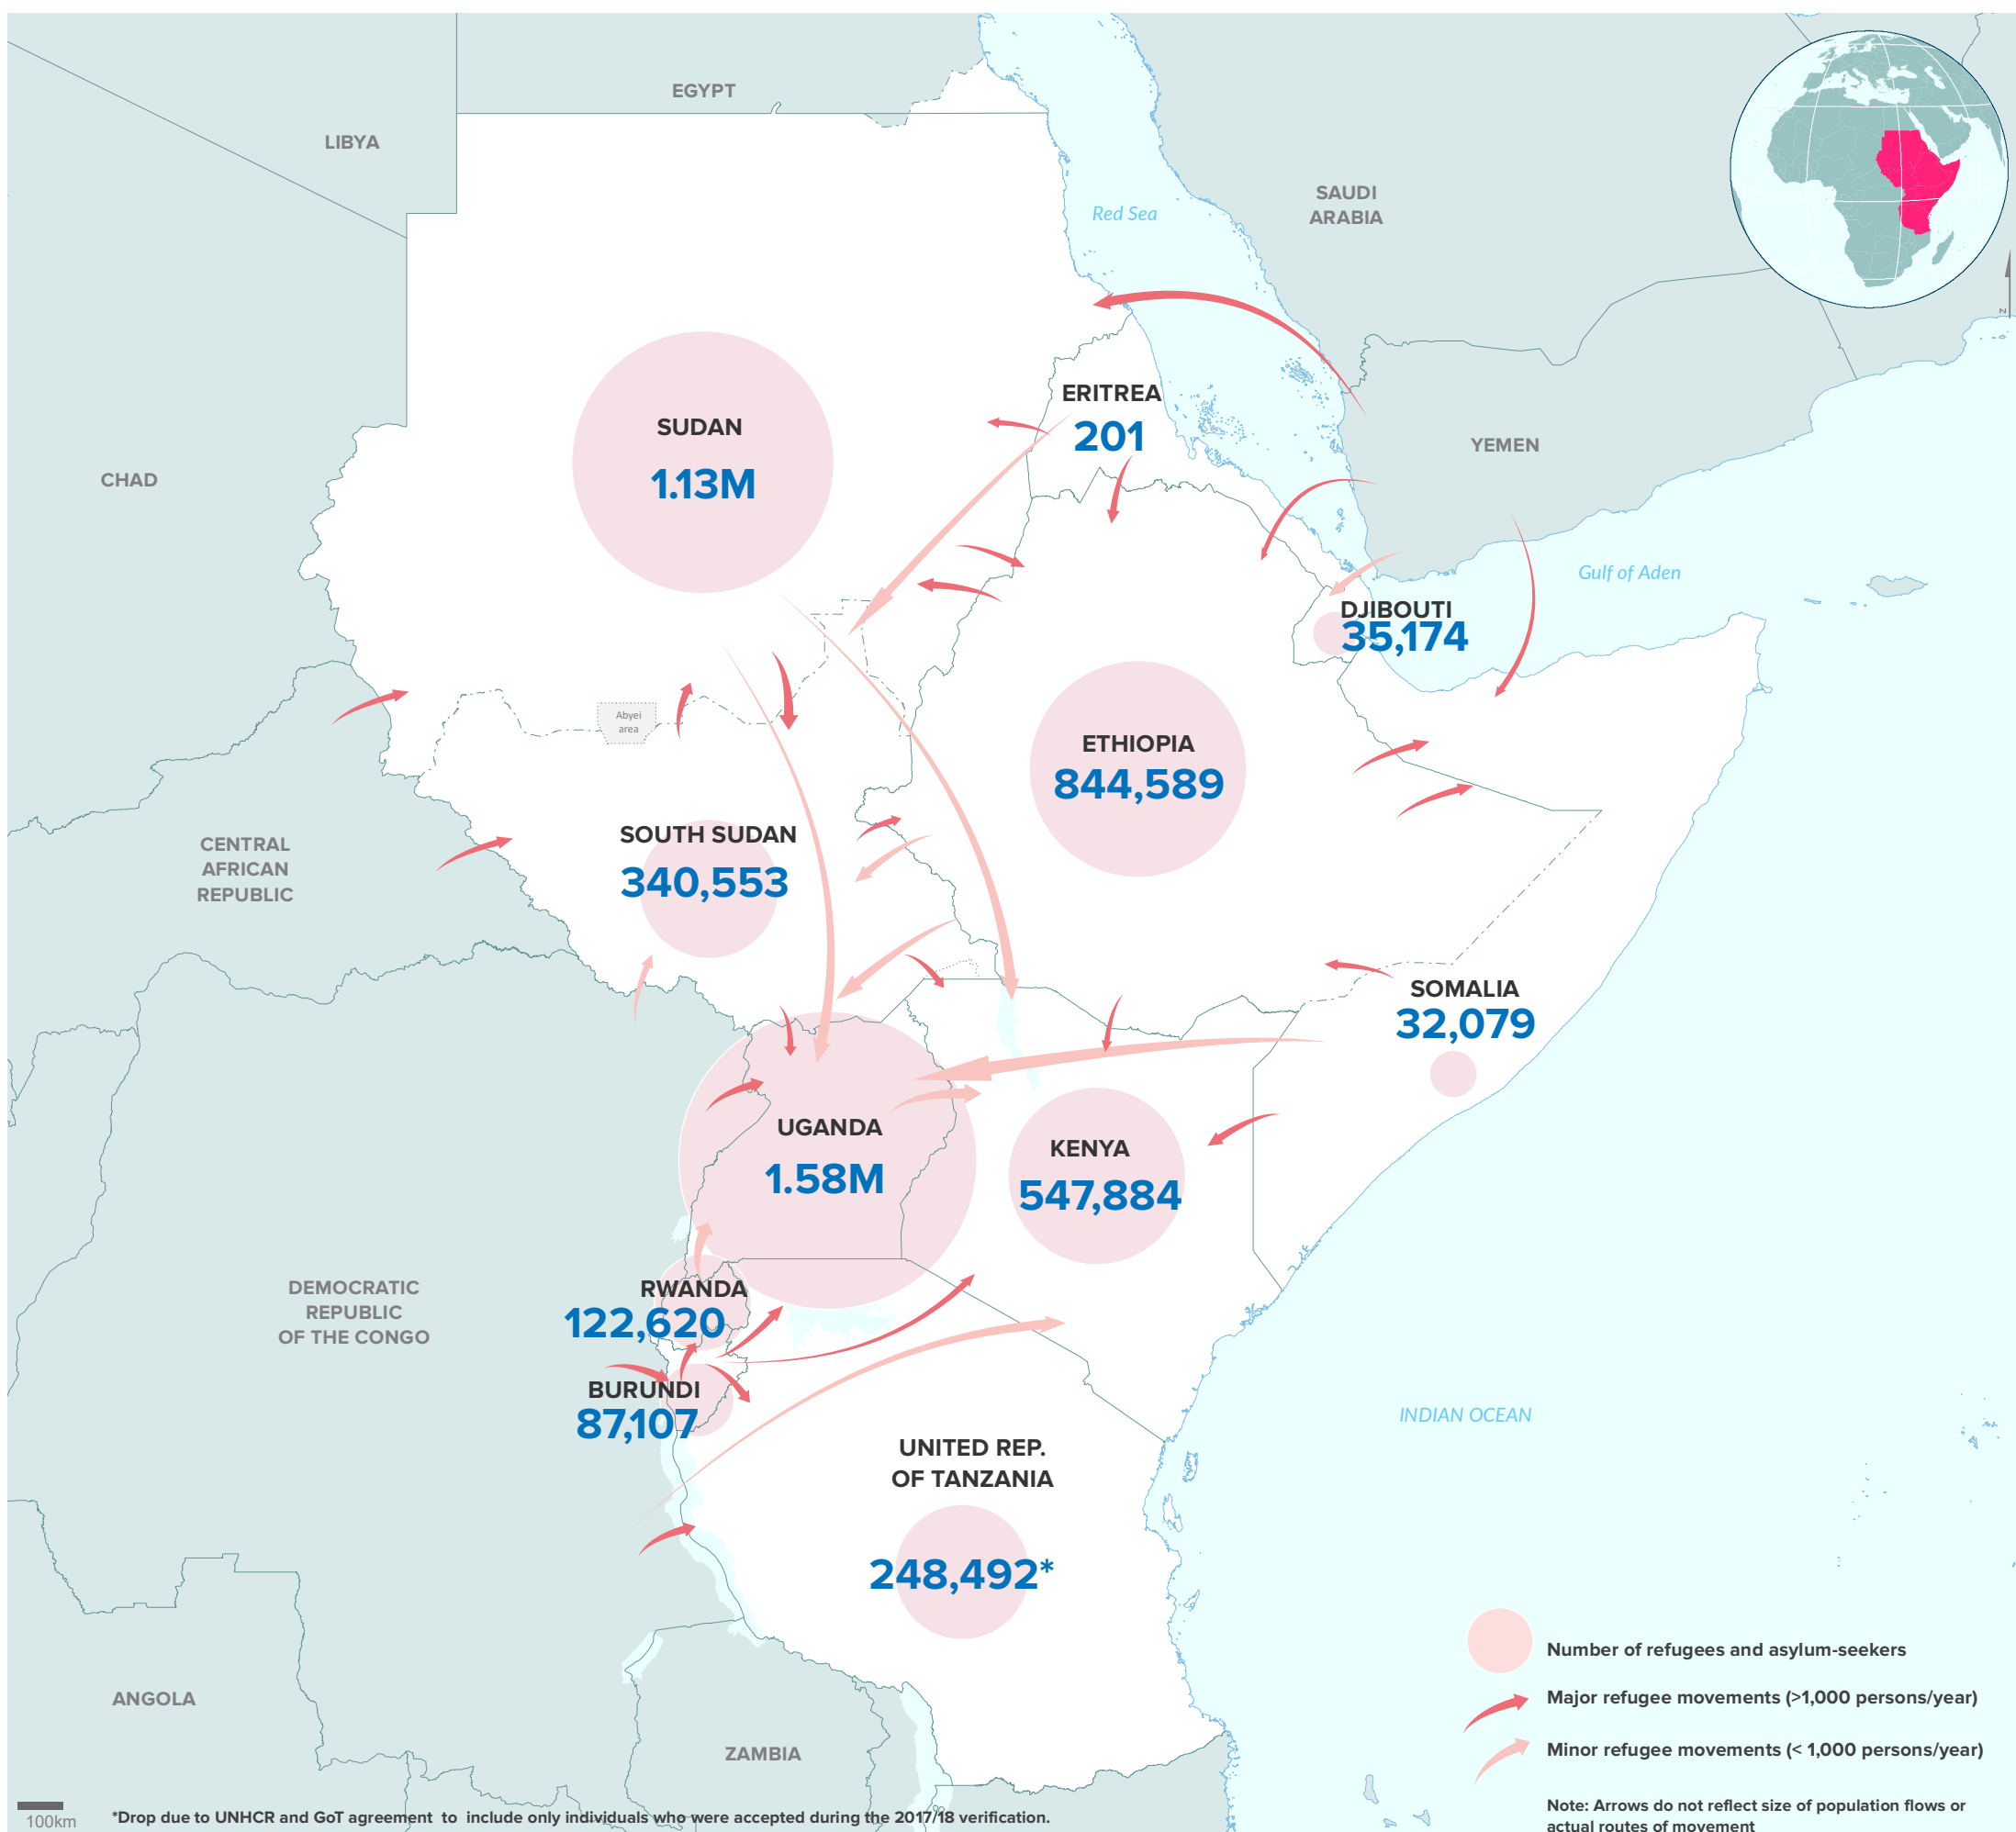 EGYPT
LIBYA
SAUDI
ARABIA
Red Sea
N
ERITREA
201
SUDAN
1.13M
YEMEN
CHAD
Gulf of Aden
DJIBOUTI
35,174
Abyei
area
ETHIOPIA
844,589
SOUTH SUDAN
340,553
CENTRAL
AFRICAN
REPUBLIC
SOMALIA
32,079
UGANDA
1.58M
KENYA
547,884
DEMOCRATIC
REPUBLIC
OF THE CONGO
RWANDA
122,620
BURUNDI
87,107
INDIAN OCEAN
UNITED REP.
OF TANZANIA
248,492*
ANGOLA
ZAMBIA
Number of refugees and asylum-seekers
Major refugee movements (>1,000 persons/year)
Minor refugee movements (< 1,000 persons/year)
Note: Arrows do not reflect size of population flows or
actual routes of movement
100km
*Drop due to UNHCR and GoT agreement to include only individuals who were accepted during the 2017/18 verification.